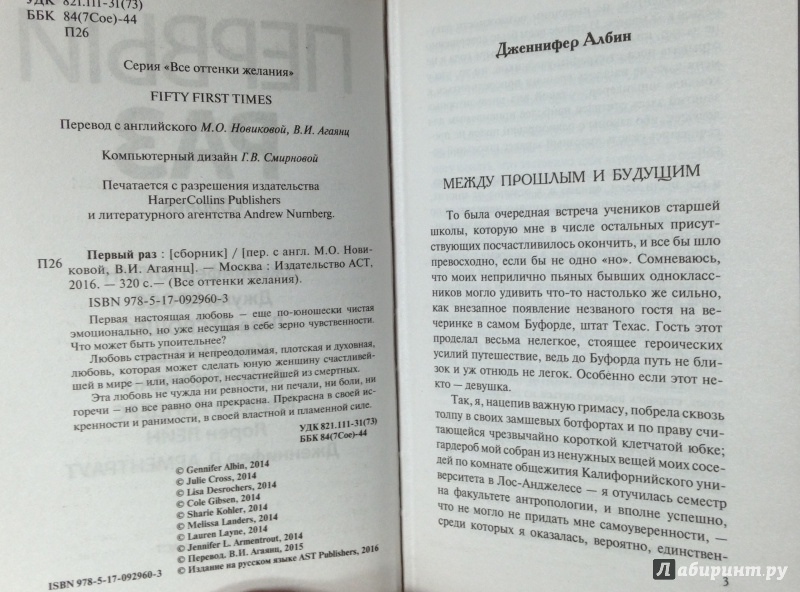 УДК 821.111-31(73)
ББК 84(7Сое)-44
П26
Серия «Все оттенки желания»
FIFTY FIRST TIMES
Перевод с английского М.О. Новиковой, В.И. Агаянц
Компьютерный дизайн Г.В. Смирновой
Печатается с разрешения издательства
HarperCollins Publishers
и литературного агентства Andrew Nurnberg.
Первый раз : [сборник] / [пер. с англ. М.О. Нови-
П26 ковой, В.И. Агаянц]. — Москва : Издательство АСТ,
2016. — 320 с.— (Все оттенки желания).
ISBN 978-5-17-092960-3
Первая настоящая любовь – еще по-юношески чистая
эмоционально, но уже несущая в себе зерно чувственности.
Что может быть упоительнее?
Любовь страстная и непреодолимая, плотская и духовная,
любовь, которая может сделать юную женщину счастливей-
шей в мире – или, наоборот, несчастнейшей из смертных.
Эта любовь не чужда ни ревности, ни печали, ни боли, ни
горечи – но все равно она прекрасна. Прекрасна в своей ис-
кренности и ранимости, в своей властной и пламенной силе.
УДК 821.111-31(73)
ББК 84(7Сое)-44
© Gennifer Albin, 2014
© Julie Cross, 2014
© Lisa Desrochers, 2014
© Cole Gibsen, 2014
© Sharie Kohler, 2014
© Melissa Landers, 2014
© Lauren Layne, 2014
© Jennifer L. Armentrout, 2014
© Перевод. В.И. Агаянц, 2015
© Издание на русском языке AST Publishers, 2016
ISBN 978-5-17-092960-3
Дженнифер Албин
МЕЖДУ ПРОШЛЫМ И БУДУЩИМ
То была очередная встреча учеников старшей
школы, которую мне в числе остальных присут-
ствующих посчастливилось окончить, и все бы шло
превосходно, если бы не одно «но». Сомневаюсь,
что моих неприлично пьяных бывших одноклас-
сников могло удивить что-то настолько же сильно,
как внезапное появление незваного гостя на ве-
черинке в самом Буфорде, штат Техас. Гость этот
проделал весьма нелегкое, стоящее героических
усилий путешествие, ведь до Буфорда путь не бли-
зок и уж отнюдь не легок. Особенно если этот не-
кто — девушка.
Так, я, нацепив важную гримасу, побрела сквозь
толпу в своих замшевых ботфортах и по праву счи-
тающейся чрезвычайно короткой клетчатой юбке;
гардероб мой собран из ненужных вещей моих сосе-
дей по комнате общежития Калифорнийского уни-
верситета в Лос-Анджелесе — я отучилась семестр
на факультете антропологии, и вполне успешно,
что не могло не придать мне самоуверенности, —
среди которых я оказалась, вероятно, единствен-
3
Лабиринт.ру